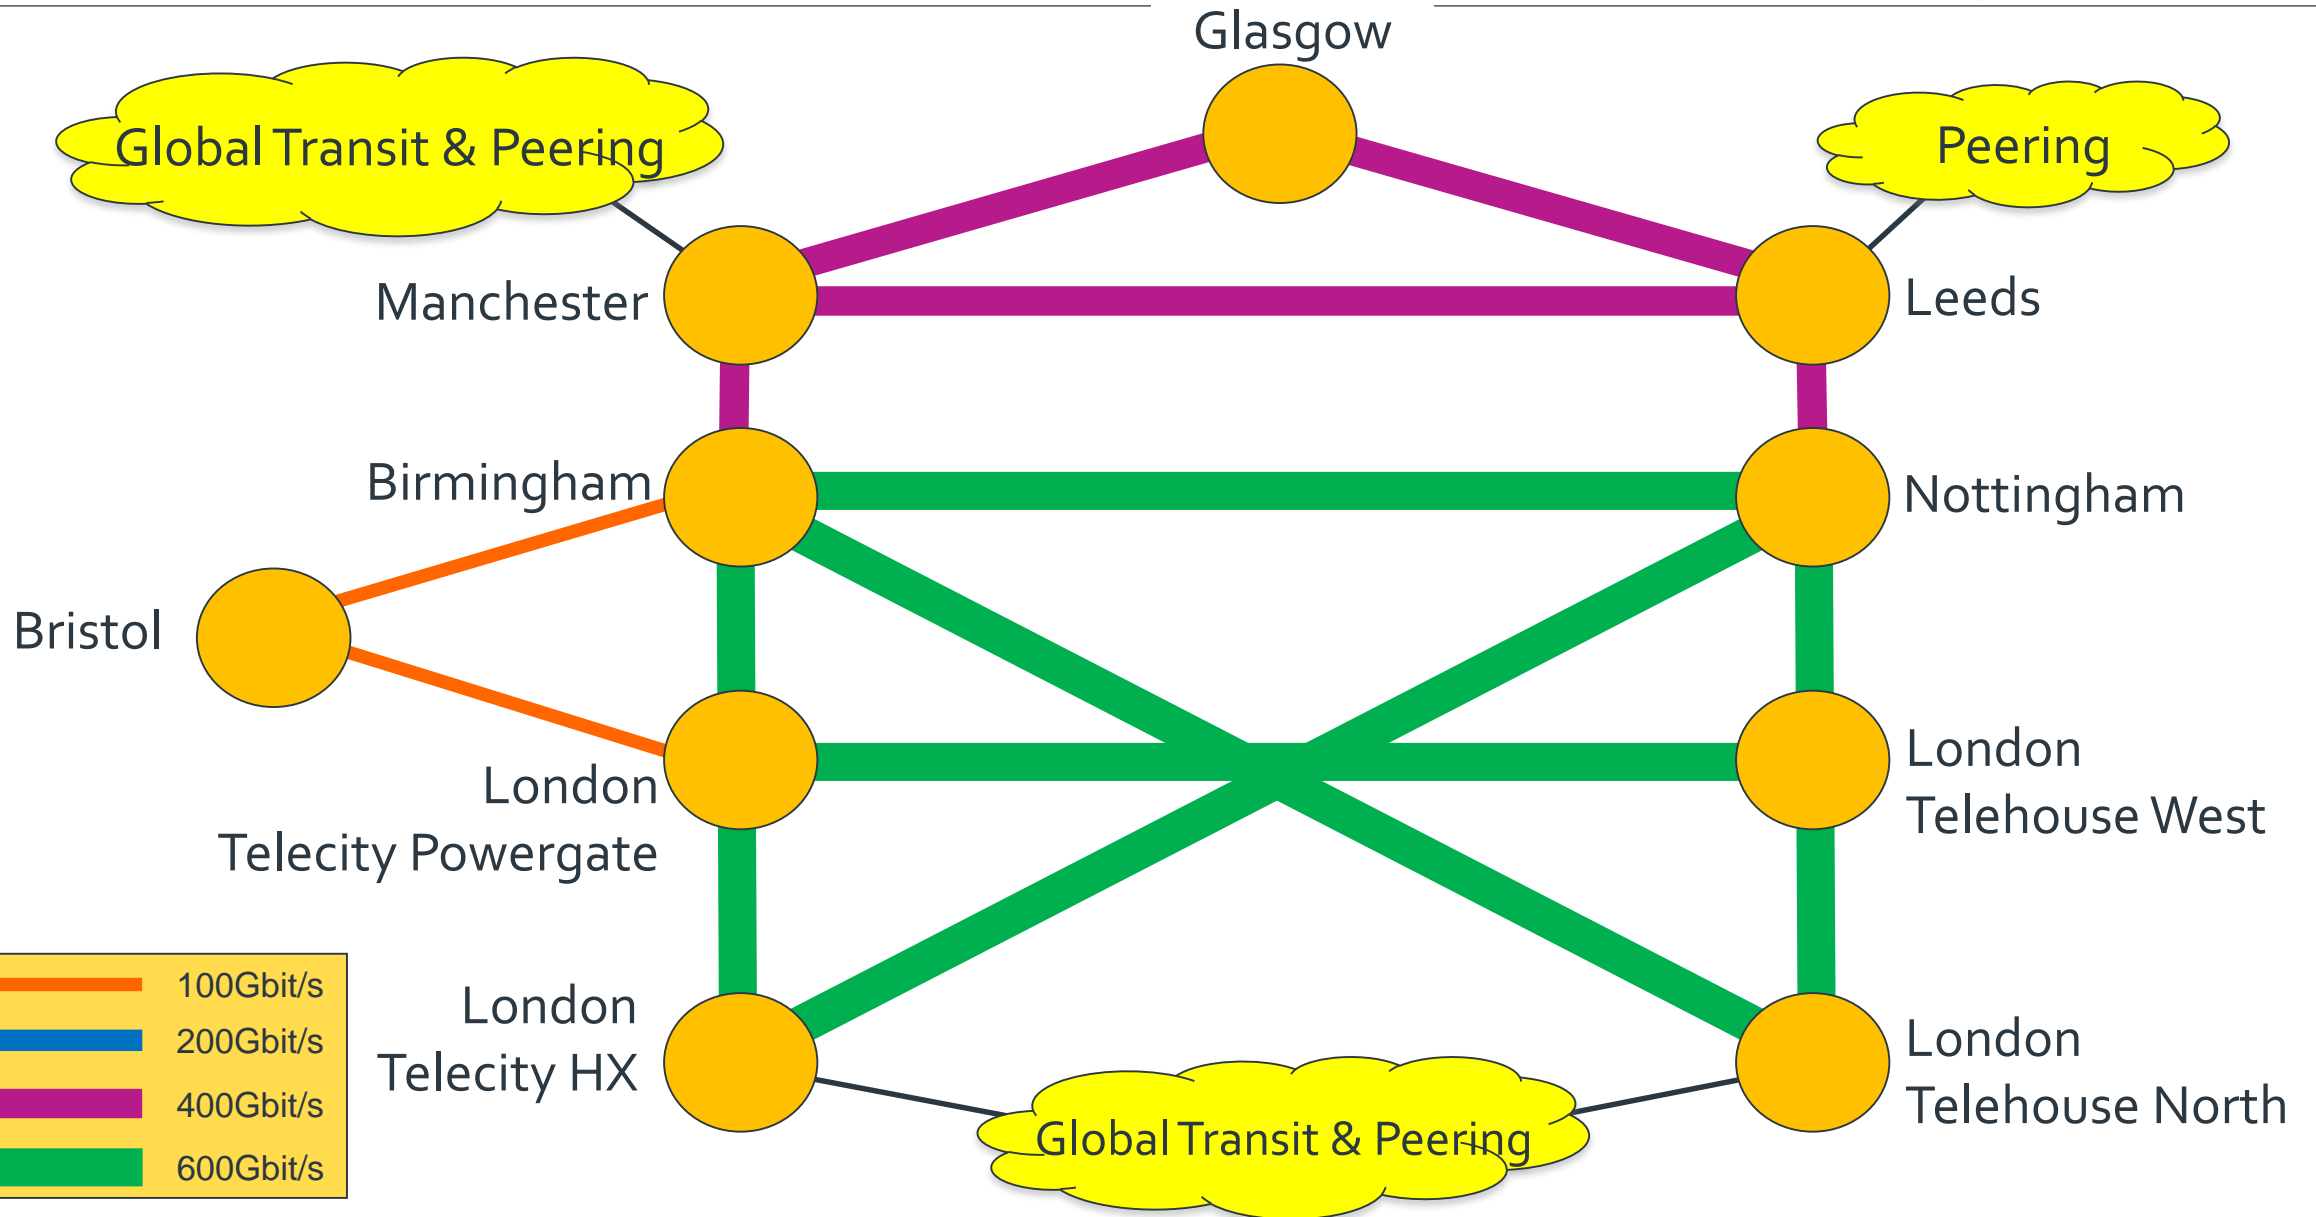 Glasgow
Global Transit & Peering
Peering
Manchester
Leeds
Birmingham
Nottingham
Bristol
London
Telecity Powergate
London
Telehouse West
London
Telecity HX
London
Telehouse North
Global Transit & Peering
100Gbit/s
200Gbit/s
400Gbit/s
600Gbit/s